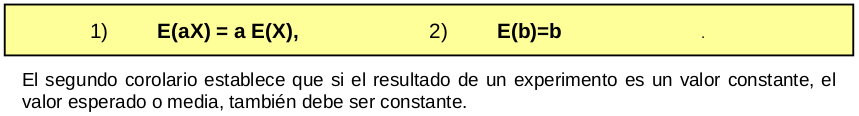 1) E(aX) = a E(X), 2) E(b)=b .
El segundo corolario establece que si el resultado de un experimento es un valor constante, el
valor esperado o media, también debe ser constante.